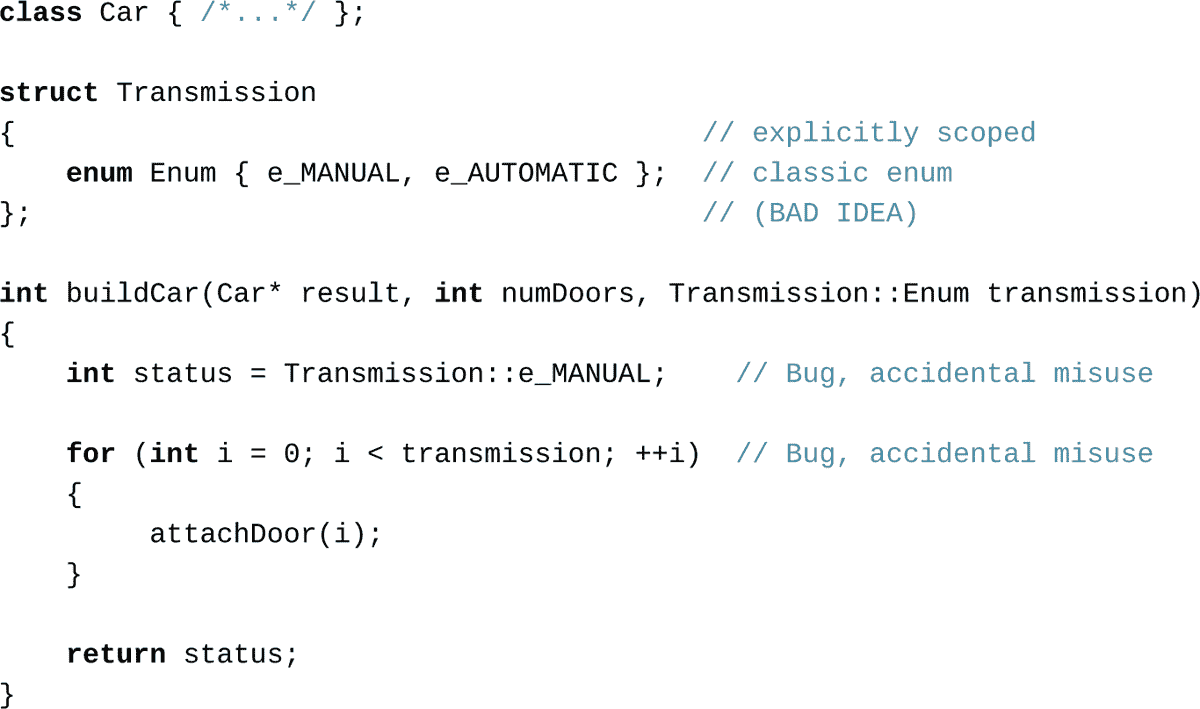 class Car { /*...*/ };
struct Transmission
{                                         // explicitly scoped
    enum Enum { e_MANUAL, e_AUTOMATIC };  // classic enum
};                                        // (BAD IDEA)
int buildCar(Car* result, int numDoors, Transmission::Enum transmission)
{
    int status = Transmission::e_MANUAL;    // Bug, accidental misuse
    for (int i = 0; i < transmission; ++i)  // Bug, accidental misuse
    {
         attachDoor(i);
    }
    return status;
}